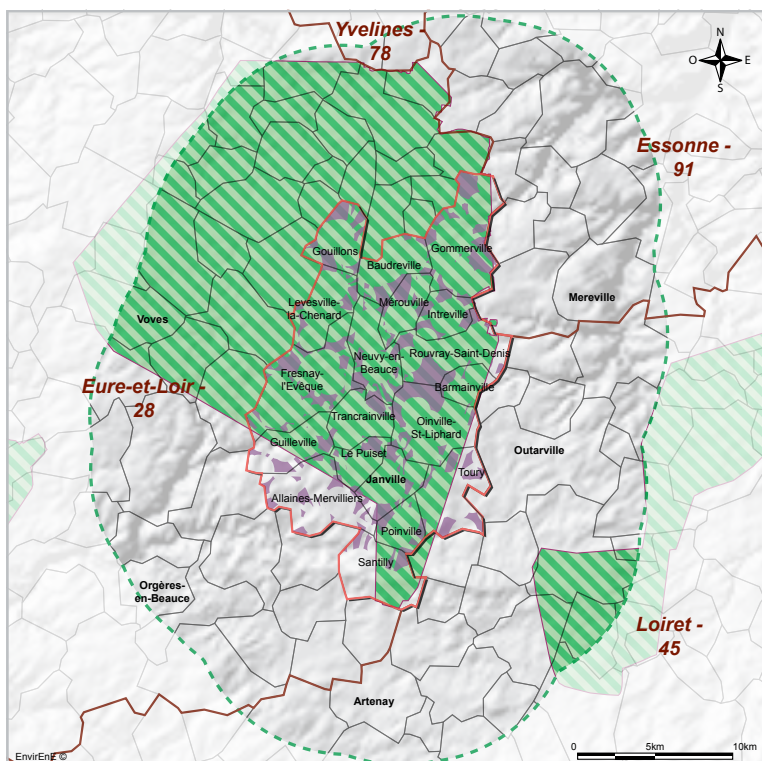 Yvelines -
78
N
O
E
S
Essonne -
91
Gouillons
Gommerville
Baudreville
Mereville
Levesville-
la-Chenard
Mérouville
Intreville
Voves
Neuvy-en-
Beauce
Rouvray-Saint-Denis
Fresnay-
l'Evêque
Barmainville
Eure-et-Loir -
28
Trancrainville
Oinville-
St-Liphard
Guilleville
Le Puiset
Outarville
Janville
Toury
Allaines-Mervilliers
Poinville
Santilly
Orgères-
en-Beauce
Loiret -
45
Artenay
EnvirEnE ©
0 5km 10km